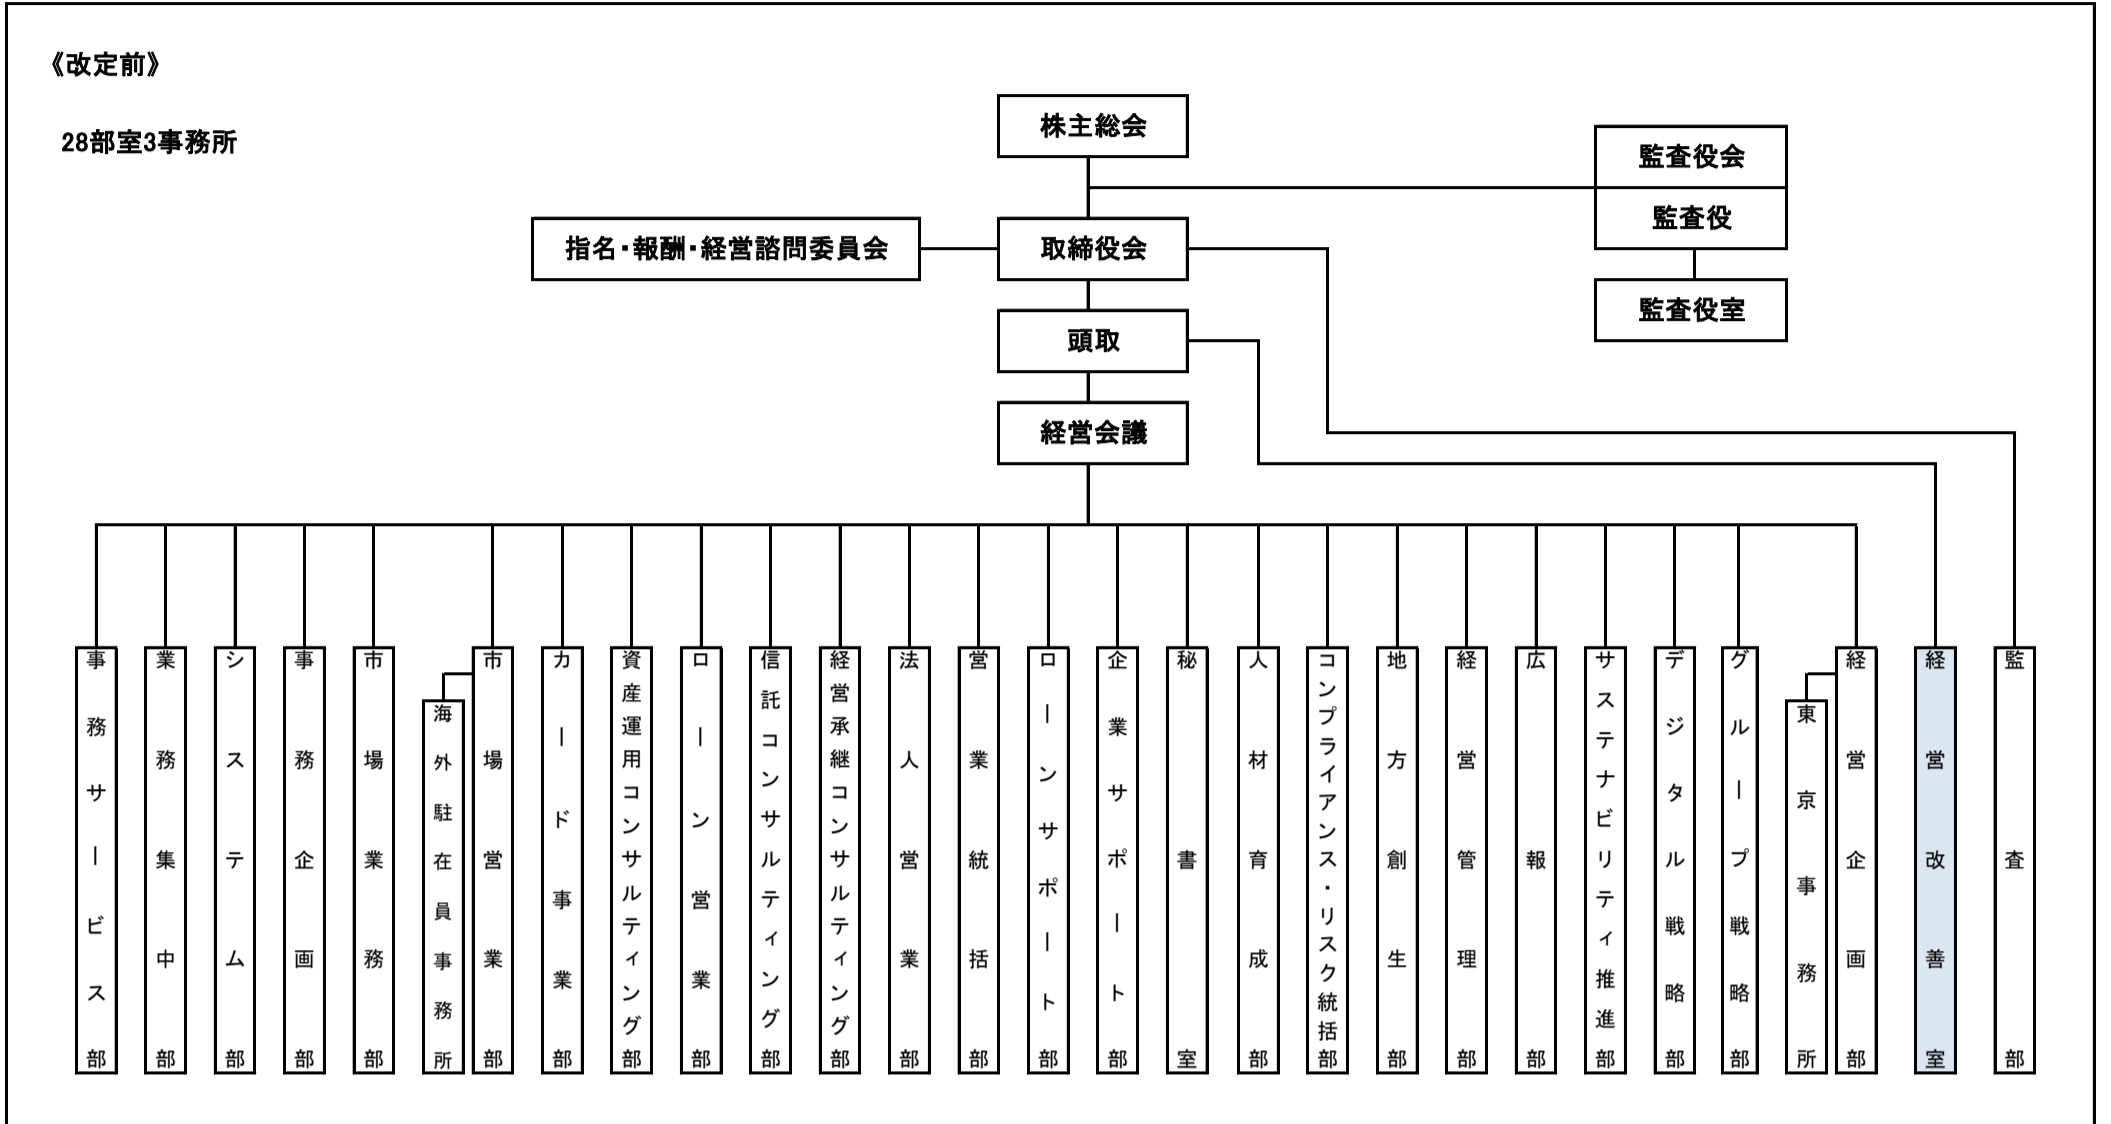 《改定前》
28部室3事務所
株主総会
監査役会
監査役
監査役室
指名・報酬・経営諮問委員会
取締役会
頭取
経営会議
事務サービス部
業務集中部
システム部
事務企画部
市場業務部
海外駐在員事務所
市場営業部
カード事業部
資産運用コンサルティング部
ローン営業部
信託コンサルティング部
経営承継コンサルティング部
法人営業部
営業統括部
ローンサポート部
企業サポート部
秘書室
人材育成部
コンプライアンス・リスク統括部
地方創生部
経営管理部
広報部
サステナビリティ推進部
デジタル戦略部
グループ戦略部
東京事務所
経営企画部
経営改善室
監査部